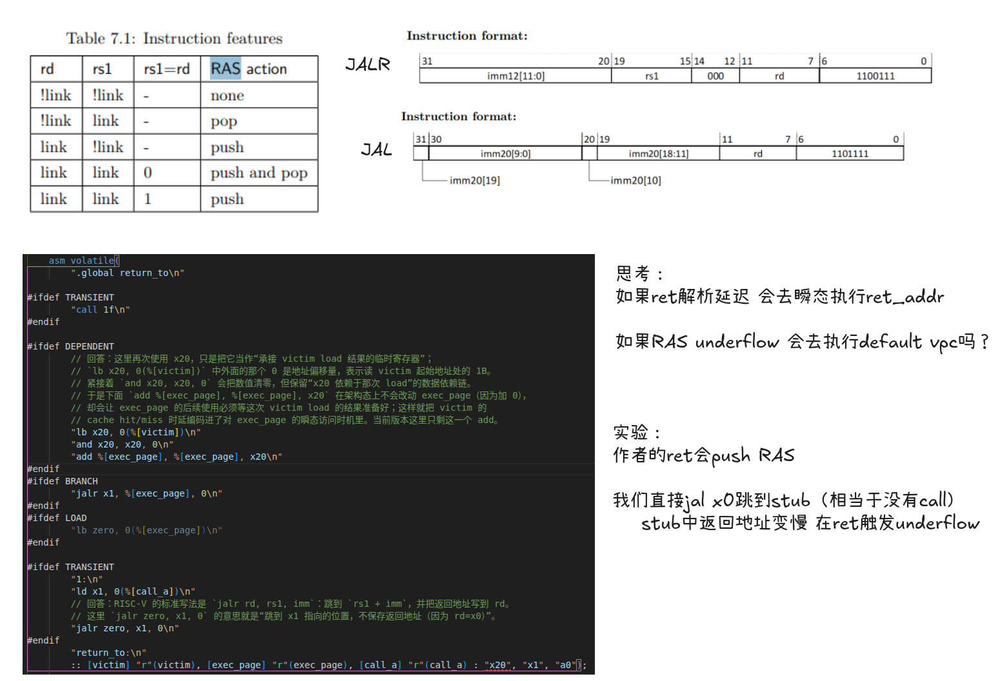 Table 7.1: Instruction features
rd rs1 rs1=rd RAS action
!link !link - none
!link link - pop
link !link - push
link link 0 push and pop
link link 1 push
Instruction format:
JALR
31 20 19 15 14 12 11 7 6 0
imm12[11:0] rs1 000 rd 1100111
Instruction format:
JAL
31 30 20 19 11 7 6 0
imm20[9:0] imm20[18:11] rd 1101111
imm20[19] imm20[10]
asm volatile(
".global return_to\n"
#ifdef TRANSIENT
"call 1f\n"
#endif
#ifdef DEPENDENT
// 回答：这里再次使用 x20，只是把它当作“承接 victim load 结果的临时寄存器”；
// `lb x20, 0(%[victim])` 中外面的那个 0 是地址偏移量，表示读 victim 起始地址处的 1B。
// 紧接着 `and x20, x20, 0` 会把数值清零，但保留“x20 依赖于那次 load”的数据依赖链。
// 于是下面 `add %[exec_page], %[exec_page], x20` 在架构态上不会改动 exec_page（因为加 0），
// 却会让 exec_page 的后续使用必须等这次 victim load 的结果准备好；这样就把 victim 的
// cache hit/miss 时延编码进了对 exec_page 的瞬态访问时机里。当前版本这里只剩这一个 add。
"lb x20, 0(%[victim])\n"
"and x20, x20, 0\n"
"add %[exec_page], %[exec_page], x20\n"
#endif
#ifdef BRANCH
"jalr x1, %[exec_page], 0\n"
#endif
#ifdef LOAD
"lb zero, 0(%[exec_page])\n"
#endif
#ifdef TRANSIENT
"1:\n"
"ld x1, 0(%[call_a])\n"
// 回答：RISC-V 的标准写法是 `jalr rd, rs1, imm`：跳到 `rs1 + imm`，并把返回地址写到 rd。
// 这里 `jalr zero, x1, 0` 的意思就是“跳到 x1 指向的位置，不保存返回地址（因为 rd=x0）”。
"jalr zero, x1, 0\n"
#endif
"return_to:\n"
:: [victim] "r"(victim), [exec_page] "r"(exec_page), [call_a] "r"(call_a) : "x20", "x1", "a0");
思考：
如果ret解析延迟 会去瞬态执行ret_addr
如果RAS underflow 会去执行default vpc吗？
实验：
作者的ret会push RAS
我们直接jal x0跳到stub（相当于没有call）
stub中返回地址变慢 在ret触发underflow